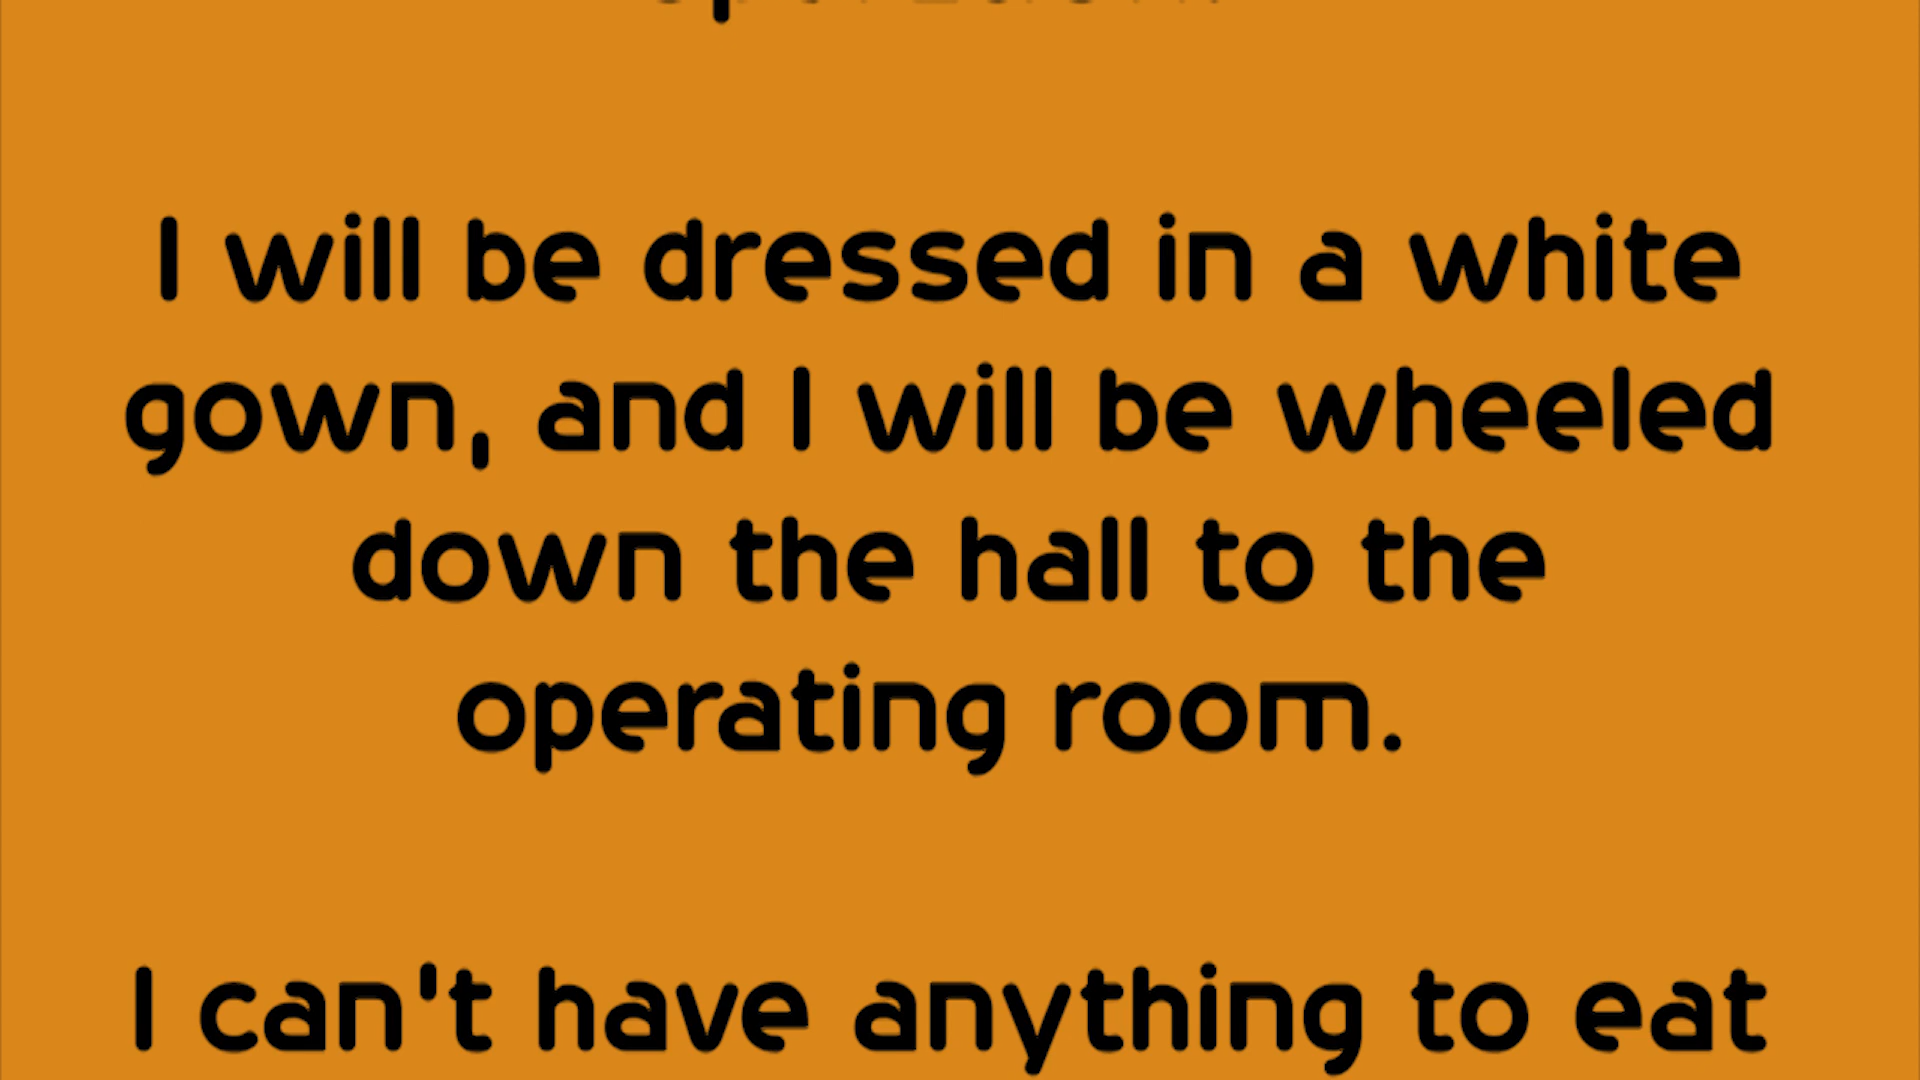 I will be dressed in a white
gown, and I will be wheeled
down the hall to the
operating room.
I can't have anything to eat